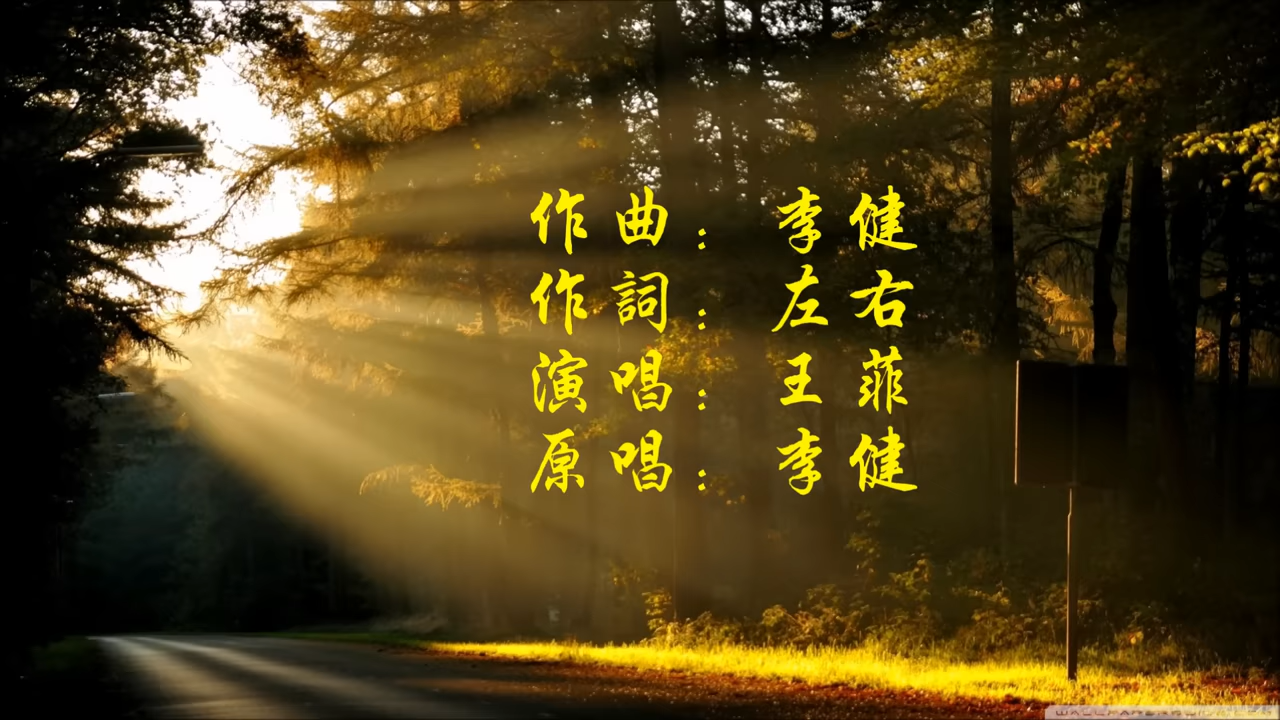 作曲： 李健
作詞： 左右
演唱： 王菲
原唱： 李健